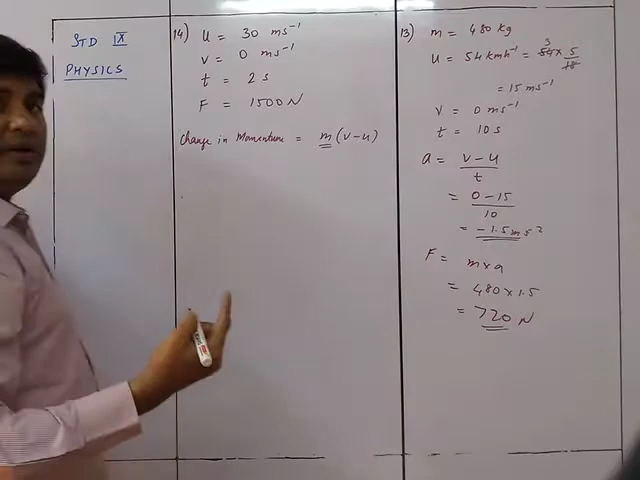 STD IX
PHYSICS
14) u = 30 ms⁻¹
v = 0 ms⁻¹
t = 2 s
F = 1500 N
Change in Momentum = m (v-u)
13) m = 480 kg
u = 54 kmh⁻¹ = 54 × 5/18
3
= 15 ms⁻¹
v = 0 ms⁻¹
t = 10 s
a = v - u / t
= 0 - 15 / 10
= -1.5 ms²
F = m×a
= 480 × 1.5
= 720 N